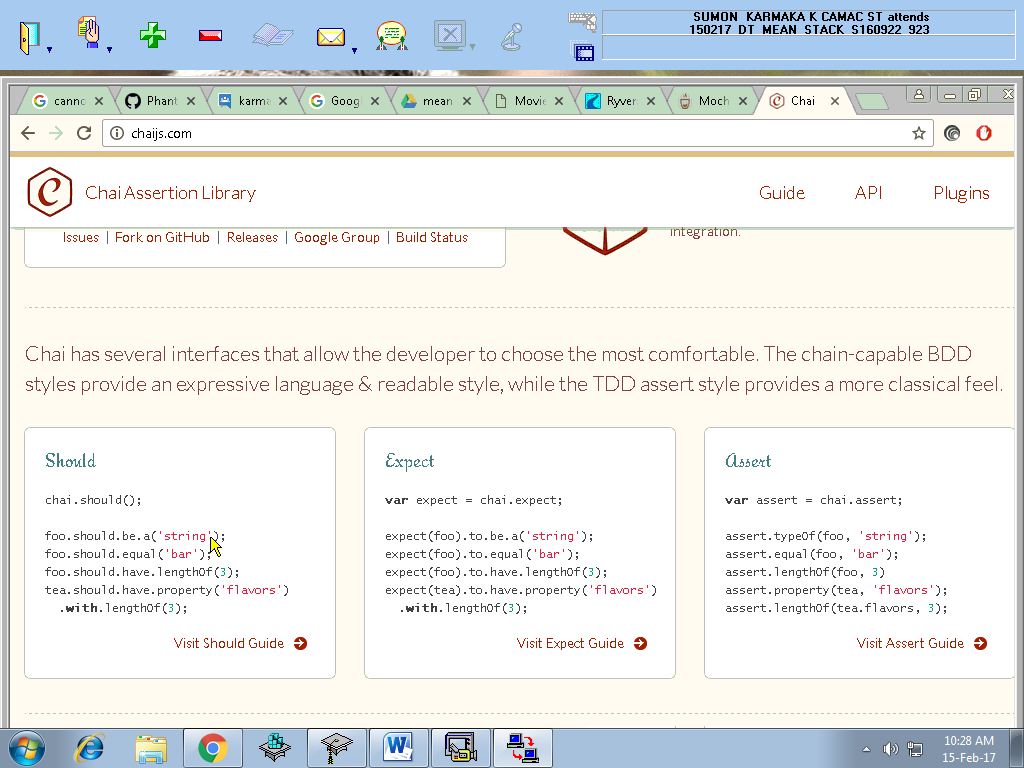 SUMON KARMAKA K CAMAC ST attends
150217 DT MEAN STACK S160922 923
canno
Phant
karma
Goog
mean
Movie
Ryver
Moch
Chai
chaijs.com
Chai Assertion Library
Guide
API
Plugins
Issues | Fork on GitHub | Releases | Google Group | Build Status
integration.
Chai has several interfaces that allow the developer to choose the most comfortable. The chain-capable BDD
styles provide an expressive language & readable style, while the TDD assert style provides a more classical feel.
Should
chai.should();
foo.should.be.a('string');
foo.should.equal('bar');
foo.should.have.lengthOf(3);
tea.should.have.property('flavors')
.with.lengthOf(3);
Visit Should Guide
Expect
var expect = chai.expect;
expect(foo).to.be.a('string');
expect(foo).to.equal('bar');
expect(foo).to.have.lengthOf(3);
expect(tea).to.have.property('flavors')
.with.lengthOf(3);
Visit Expect Guide
Assert
var assert = chai.assert;
assert.typeOf(foo, 'string');
assert.equal(foo, 'bar');
assert.lengthOf(foo, 3)
assert.property(tea, 'flavors');
assert.lengthOf(tea.flavors, 3);
Visit Assert Guide
10:28 AM
15-Feb-17